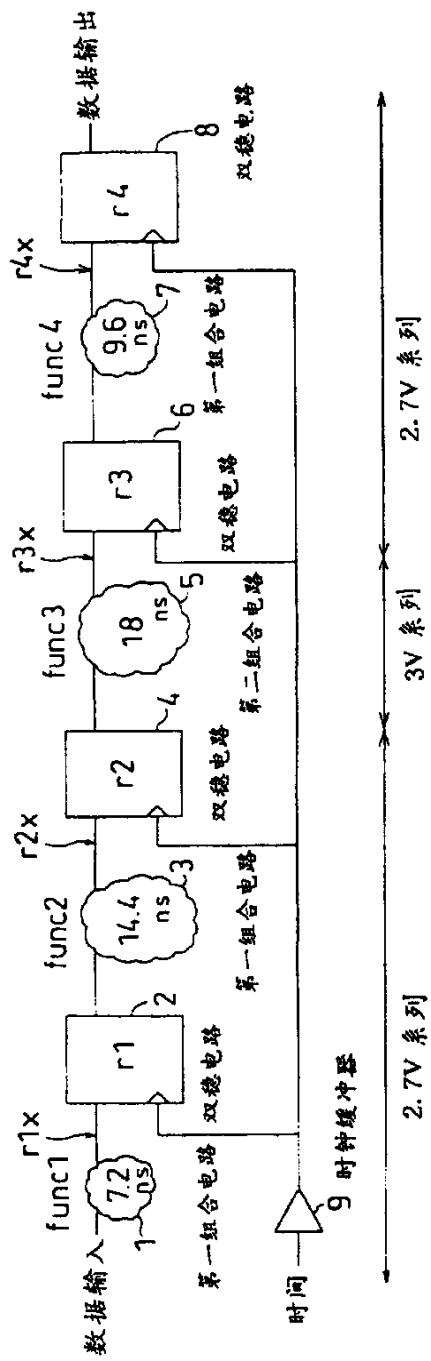 数据输入
func1
7.2 ns
1
第一组合电路
r1x
r1
2
双稳电路
func2
14.4 ns
3
第一组合电路
r2x
r2
4
双稳电路
func3
18 ns
5
第二组合电路
r3x
r3
6
双稳电路
func4
9.6 ns
7
第一组合电路
r4x
r4
8
双稳电路
数据输出
时间
9
时钟缓冲器
2.7V 系列
3V 系列
2.7V 系列